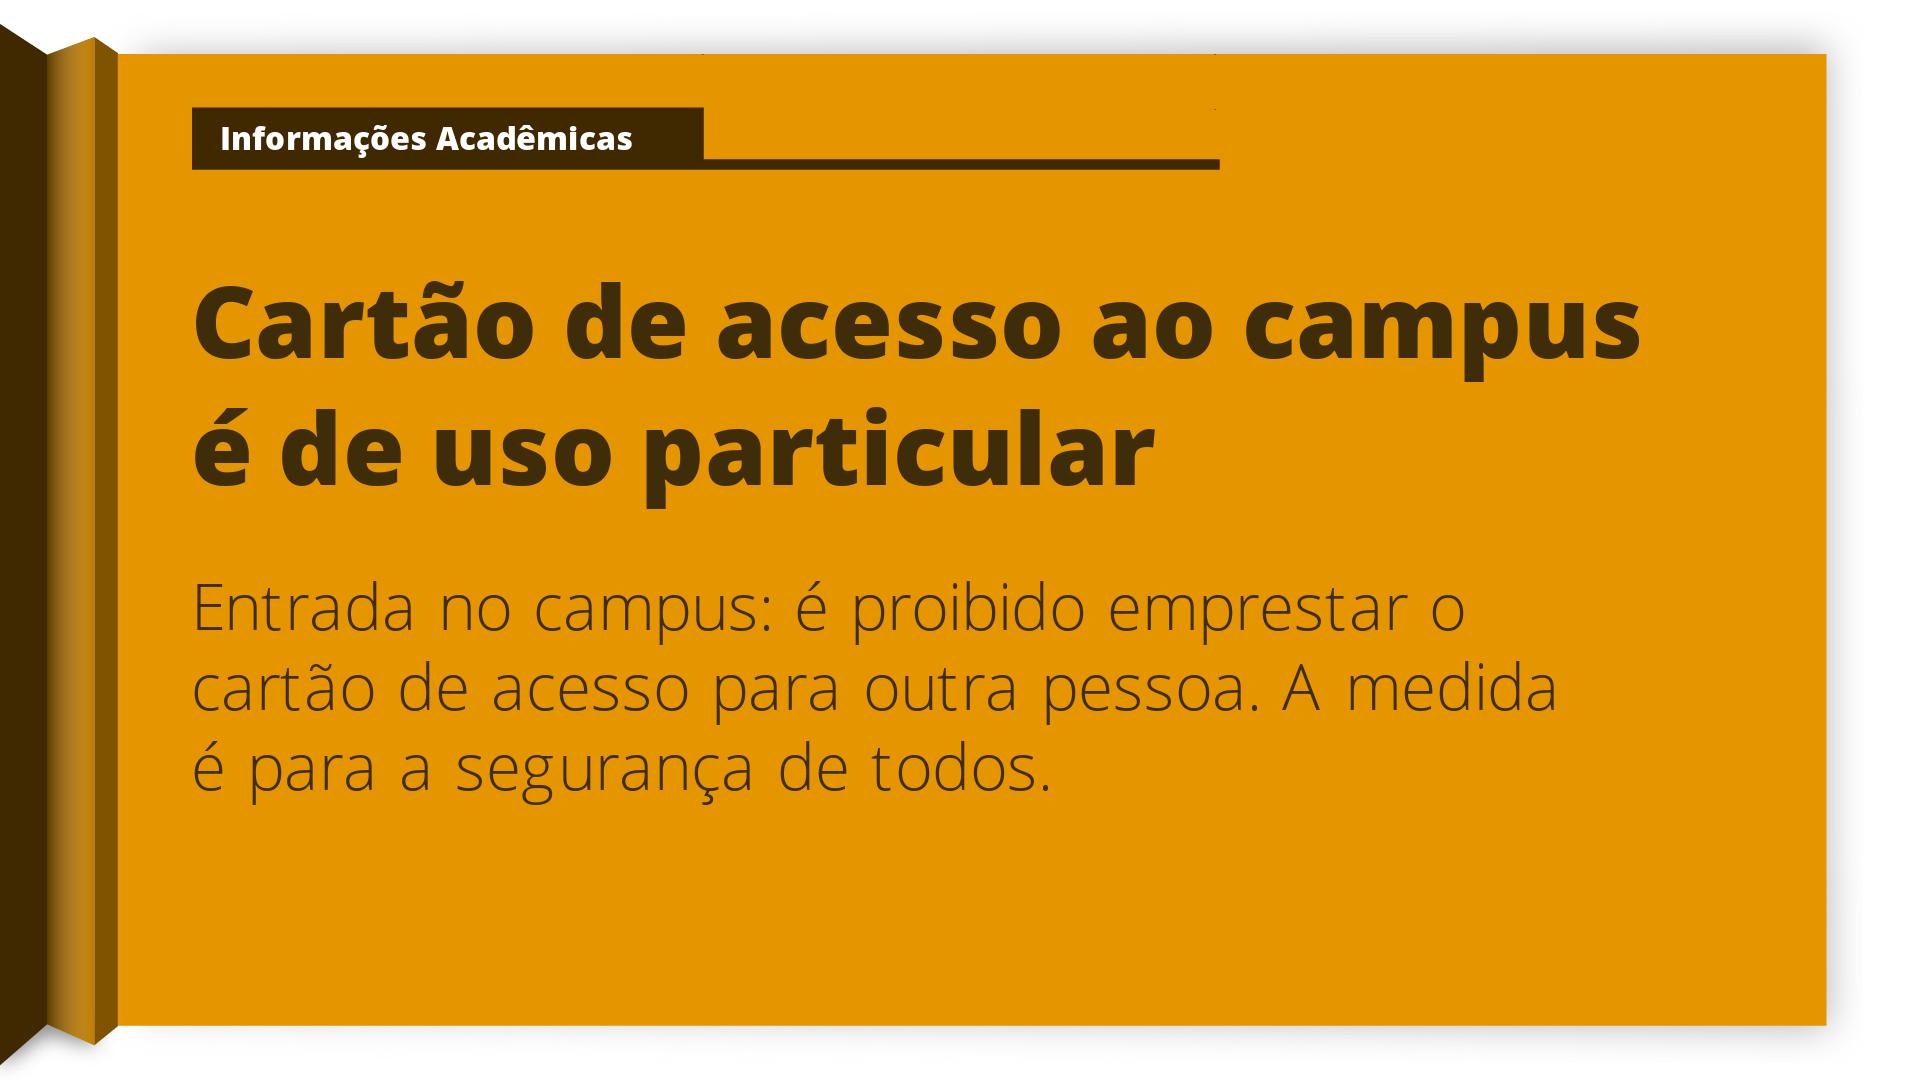 Informações Acadêmicas
Cartão de acesso ao campus
é de uso particular
Entrada no campus: é proibido emprestar o
cartão de acesso para outra pessoa. A medida
é para a segurança de todos.